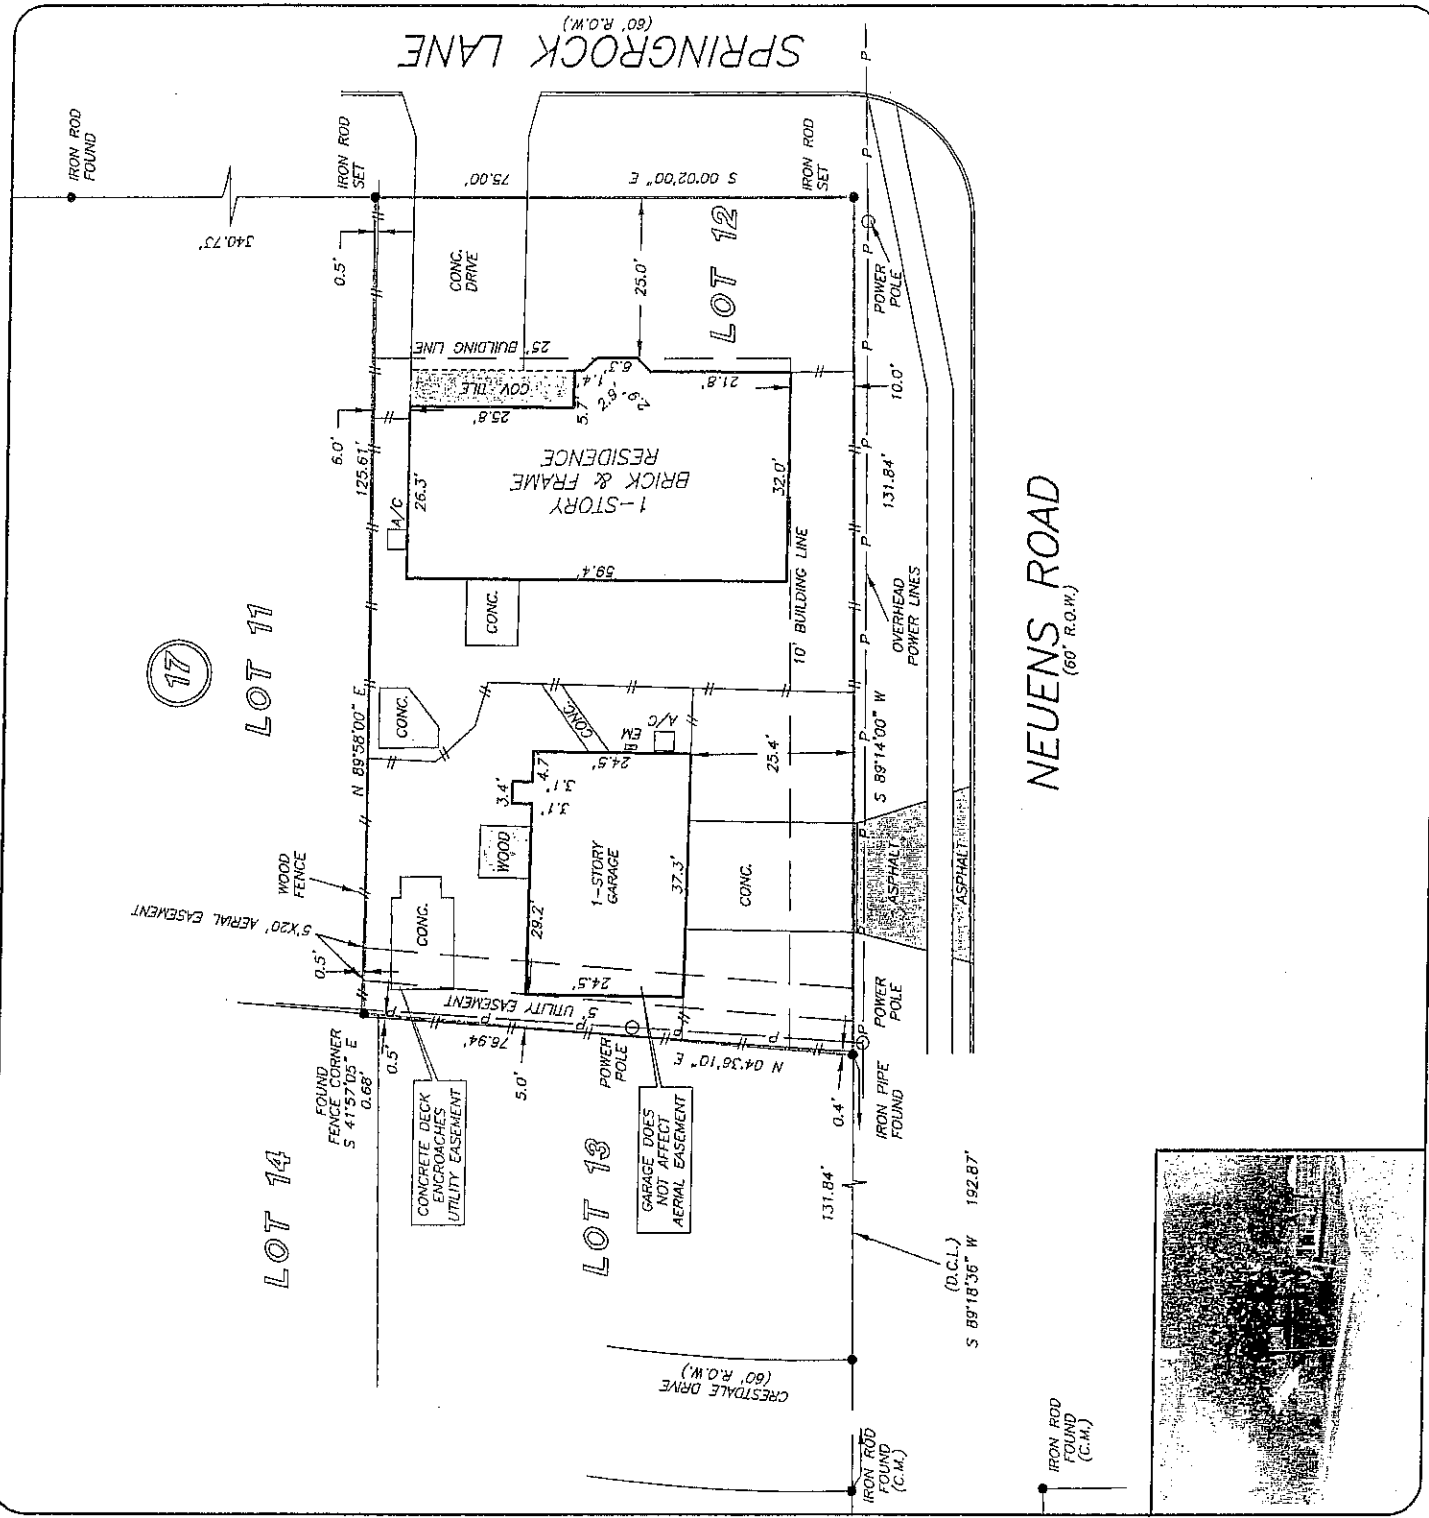 SPRINGROCK LANE
(60' R.O.W.)
IRON ROD
FOUND
IRON ROD
SET
340.73'
75.00'
S 00°02'00" E
IRON ROD
SET
0.5'
CONC.
DRIVE
25.0'
LOT 12
POWER
POLE
25' BUILDING LINE
COV. TILE
6.0'
125.61'
25.8'
5.7'
1.4'
2.9'
6.3'
21.8'
10.0'
A/C
26.3'
1-STORY
BRICK & FRAME
RESIDENCE
32.0'
131.84'
59.4'
CONC.
10' BUILDING LINE
OVERHEAD
POWER LINES
NEUENS ROAD
(60' R.O.W.)
17
LOT 11
N 89°58'00" E
CONC.
CONC.
EM
A/C
24.5'
4.7'
3.1'
3.1'
3.4'
25.4'
S 89°14'00" W
WOOD
FENCE
WOOD
1-STORY
GARAGE
37.3'
29.2'
24.5'
CONC.
ASPHALT
ASPHALT
5'X20' AERIAL EASEMENT
0.5'
CONC.
5' UTILITY EASEMENT
FOUND
FENCE CORNER
S 41°57'05" E
0.68'
0.5'
76.94'
5.0'
POWER
POLE
N 04°36'10" E
0.4'
IRON PIPE
FOUND
POWER
POLE
CONCRETE DECK
ENCROACHES
UTILITY EASEMENT
GARAGE DOES
NOT AFFECT
AERIAL EASEMENT
LOT 14
LOT 13
131.84'
(D.C.L.)
S 89°18'36" W 192.87'
CRESTDALE DRIVE
(60' R.O.W.)
IRON ROD
FOUND
(C.M.)
IRON ROD
FOUND
(C.M.)
P P P P P P P P P
P P P P P